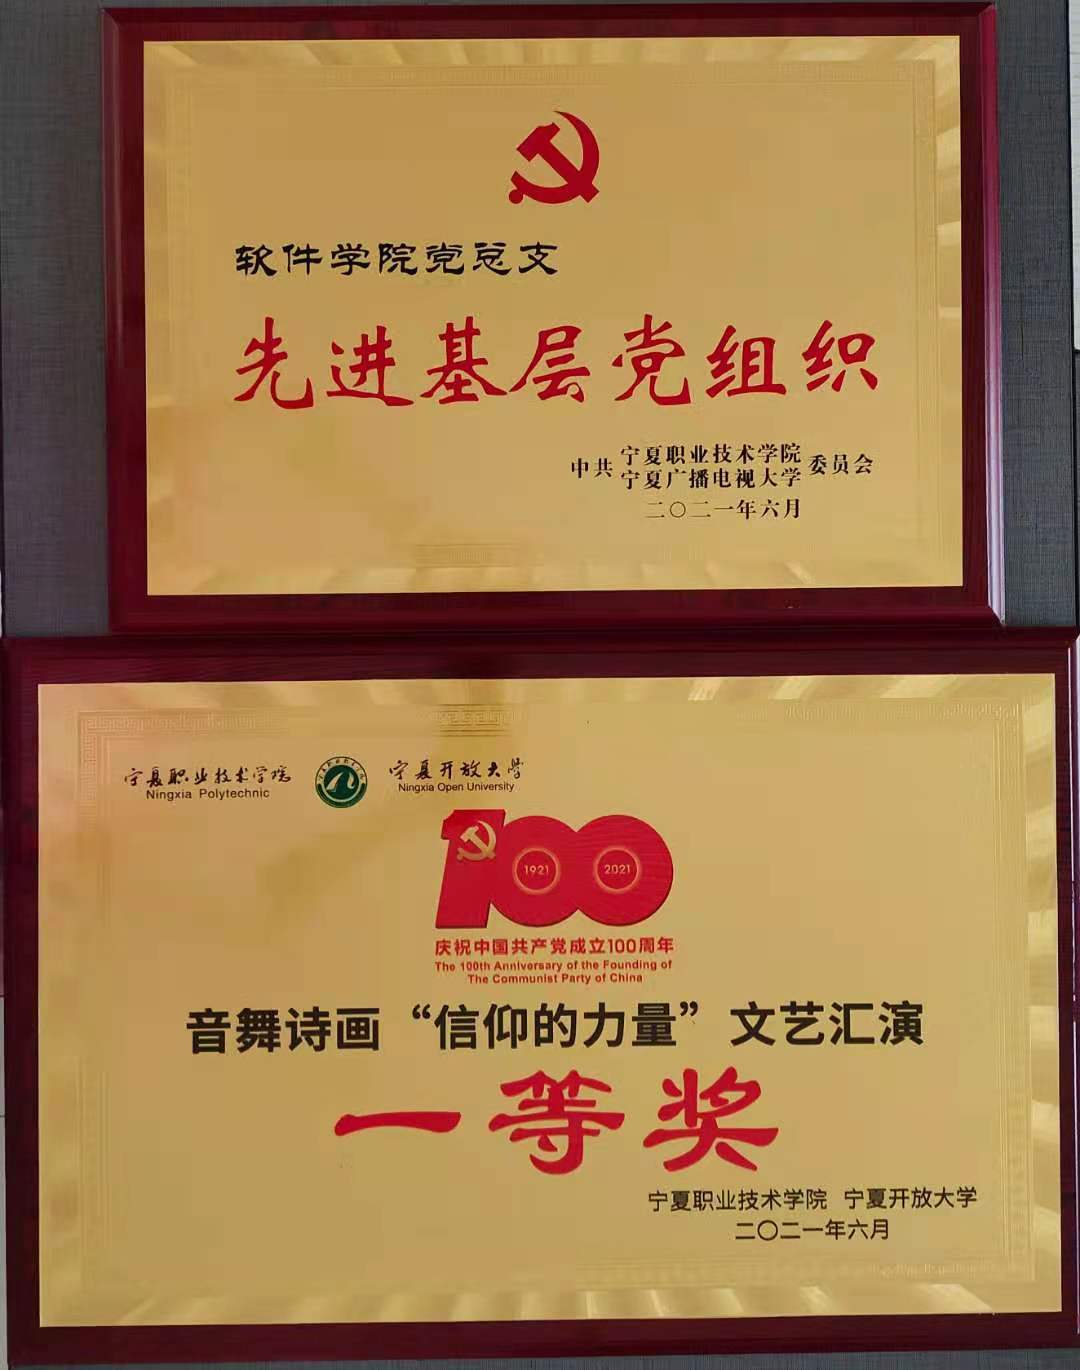 软件学院党总支
先进基层党组织
中共 宁夏职业技术学院 委员会
宁夏广播电视大学
二〇二一年六月
宁夏职业技术学院 宁夏开放大学
Ningxia Polytechnic Ningxia Open University
100
1921 2021
庆祝中国共产党成立100周年
The 100th Anniversary of the Founding of
The Communist Party of China
音舞诗画“信仰的力量”文艺汇演
一等奖
宁夏职业技术学院 宁夏开放大学
二〇二一年六月